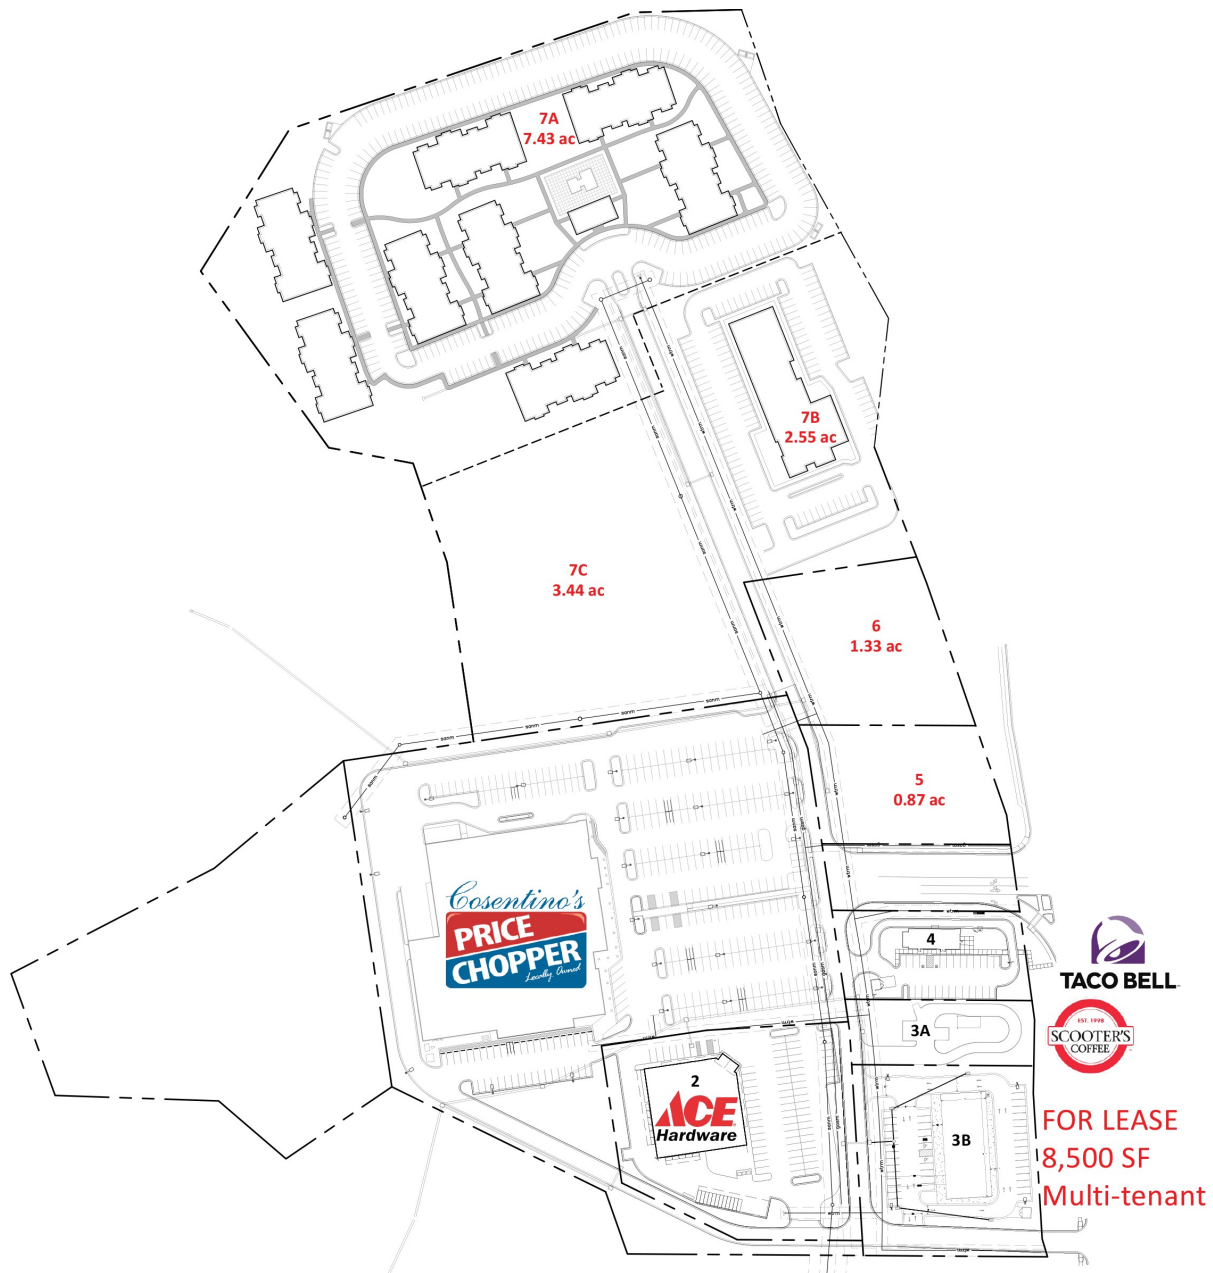 7A
7.43 ac
7B
2.55 ac
7C
3.44 ac
6
1.33 ac
5
0.87 ac
Cosentino's
PRICE
CHOPPER
Locally Owned
4
TACO BELL
3A
EST. 1998
SCOOTER'S
COFFEE
2
ACE
Hardware
3B
FOR LEASE
8,500 SF
Multi-tenant